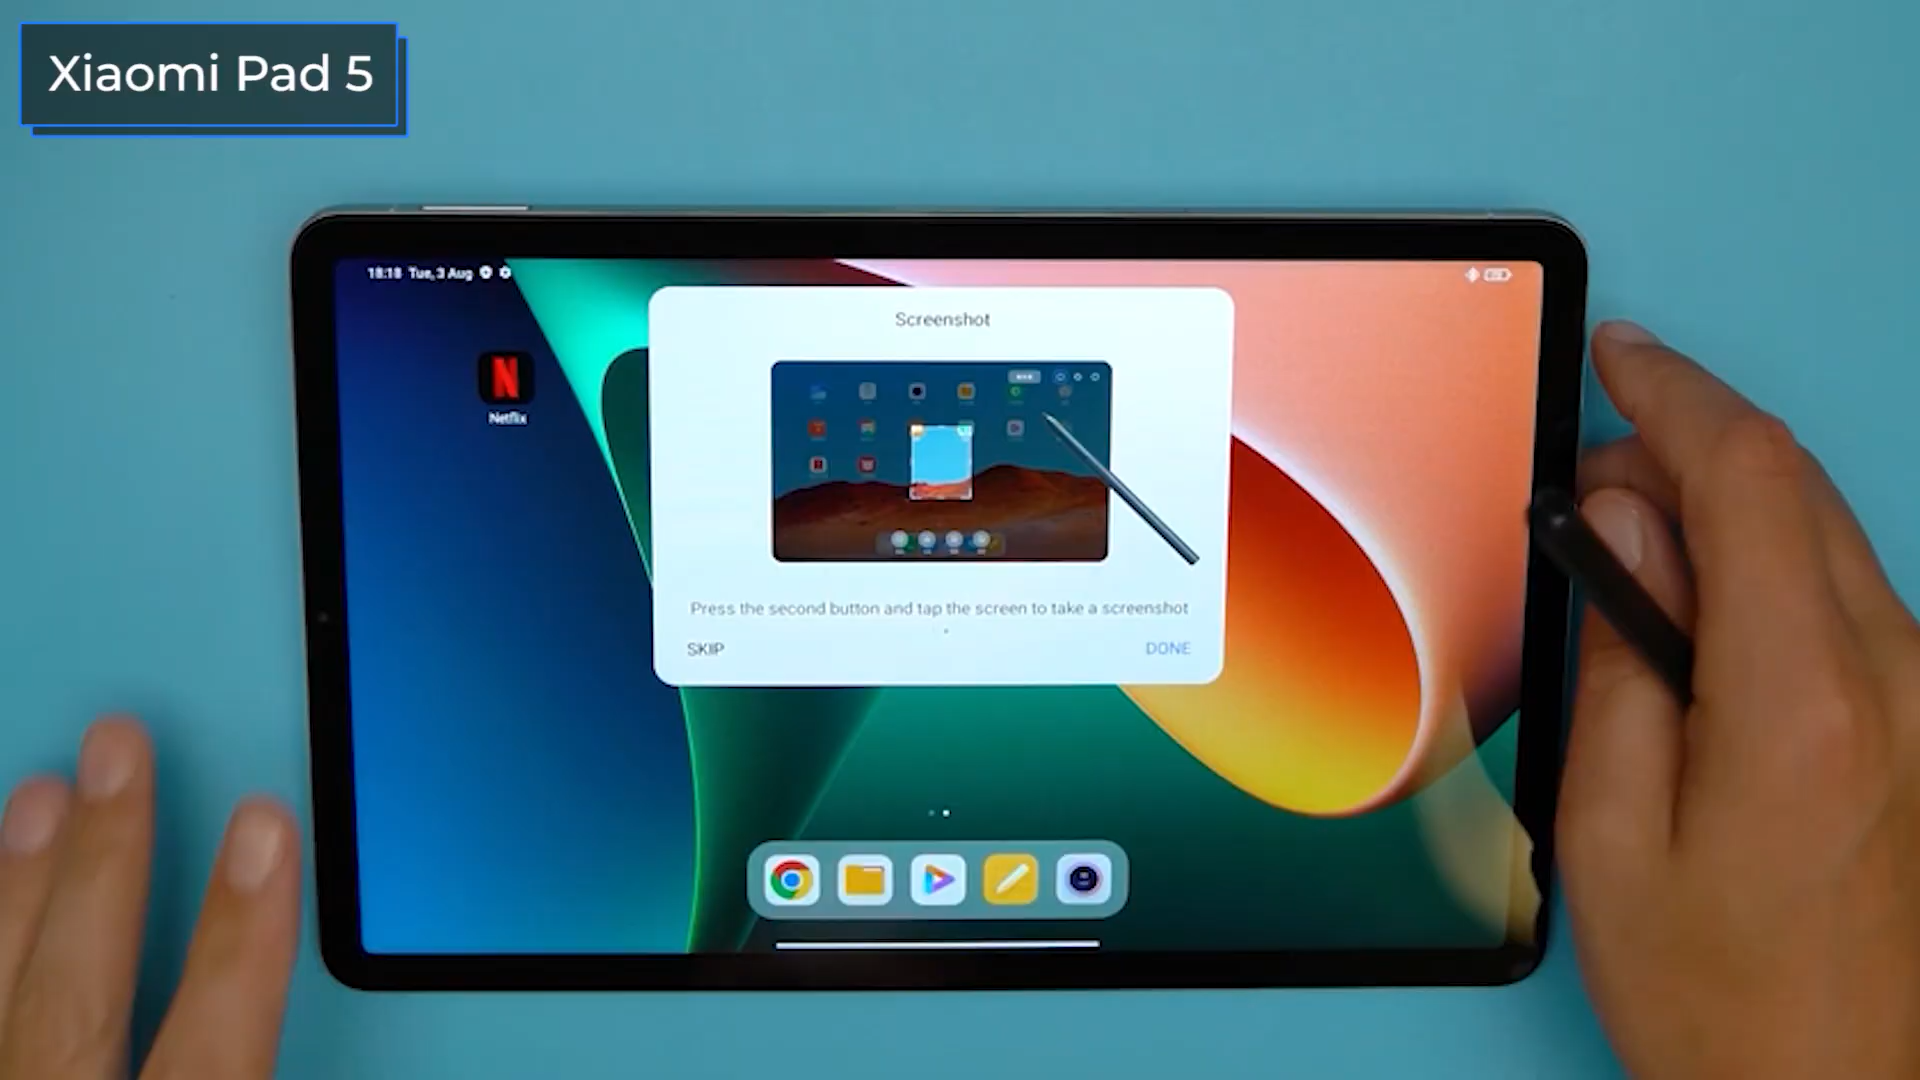 Xiaomi Pad 5
18:18 Tue, 3 Aug
Netflix
Screenshot
Press the second button and tap the screen to take a screenshot
.
SKIP
DONE